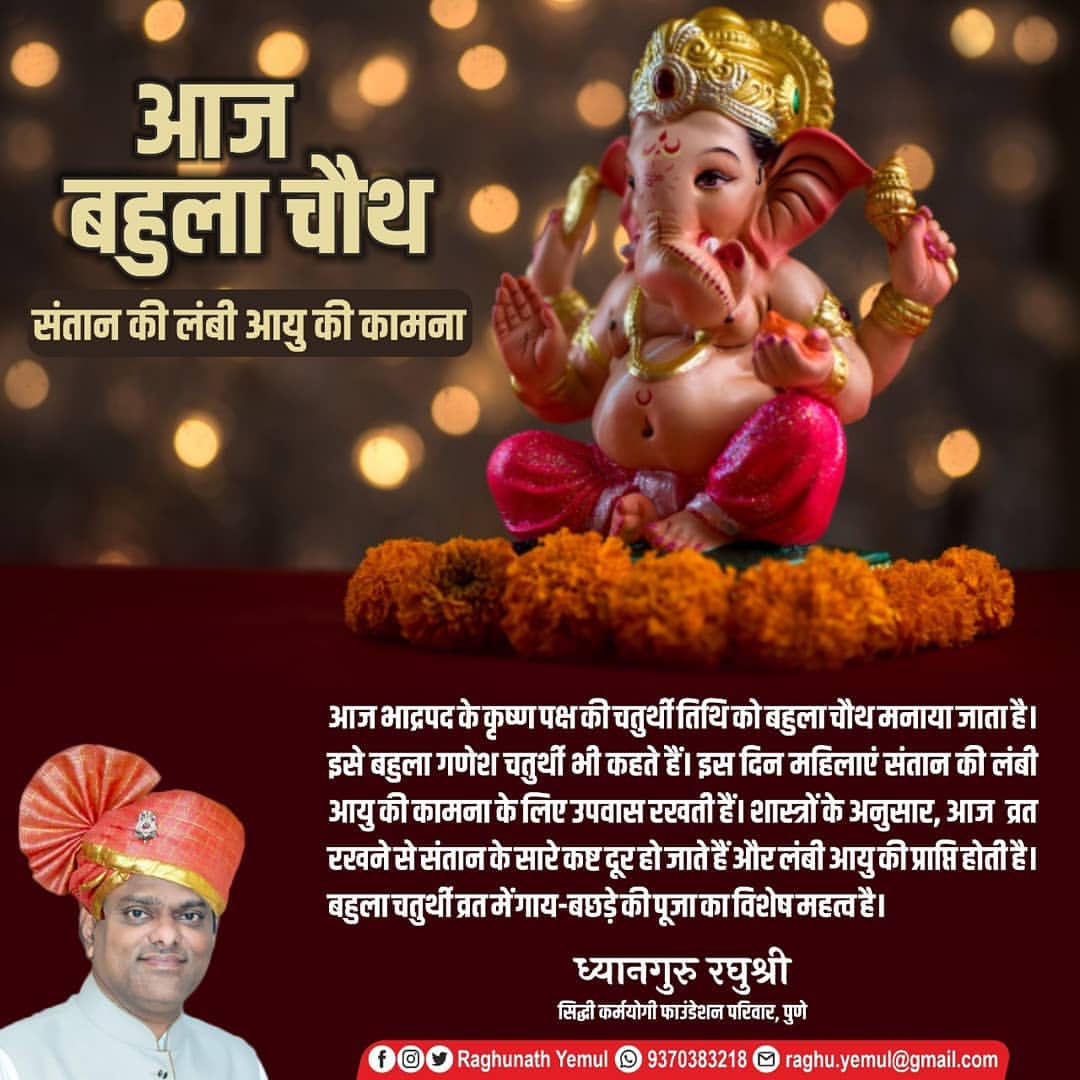 आज
बहुला चौथ
संतान की लंबी आयु की कामना
आज भाद्रपद के कृष्ण पक्ष की चतुर्थी तिथि को बहुला चौथ मनाया जाता है।
इसे बहुला गणेश चतुर्थी भी कहते हैं। इस दिन महिलाएं संतान की लंबी
आयु की कामना के लिए उपवास रखती हैं। शास्त्रों के अनुसार, आज व्रत
रखने से संतान के सारे कष्ट दूर हो जाते हैं और लंबी आयु की प्राप्ति होती है।
बहुला चतुर्थी व्रत में गाय-बछड़े की पूजा का विशेष महत्व है।
ध्यानगुरु रघुश्री
सिद्धी कर्मयोगी फाउंडेशन परिवार, पुणे
Raghunath Yemul 9370383218 raghu.yemul@gmail.com